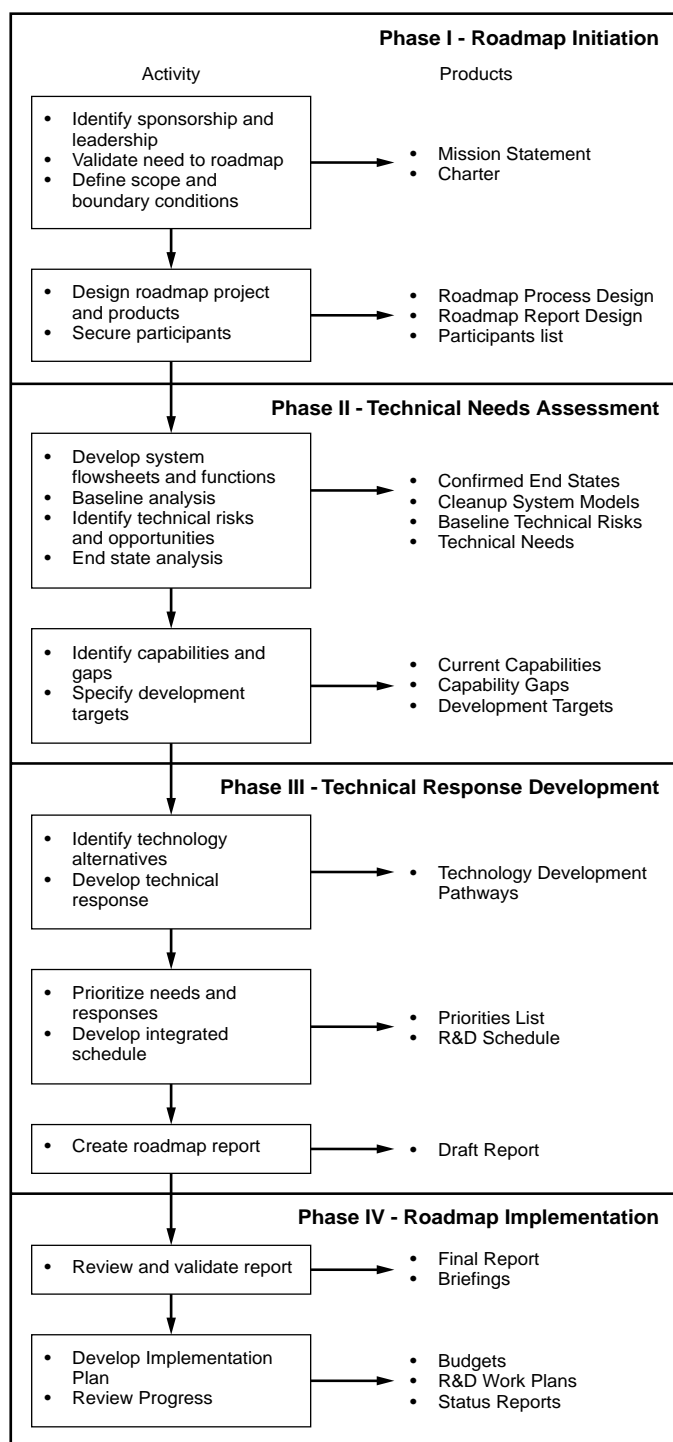 Phase I - Roadmap Initiation
Activity
Products
• Identify sponsorship and
leadership
• Validate need to roadmap
• Define scope and
boundary conditions
• Mission Statement
• Charter
• Design roadmap project
and products
• Secure participants
• Roadmap Process Design
• Roadmap Report Design
• Participants list
Phase II - Technical Needs Assessment
• Develop system
flowsheets and functions
• Baseline analysis
• Identify technical risks
and opportunities
• End state analysis
• Confirmed End States
• Cleanup System Models
• Baseline Technical Risks
• Technical Needs
• Identify capabilities and
gaps
• Specify development
targets
• Current Capabilities
• Capability Gaps
• Development Targets
Phase III - Technical Response Development
• Identify technology
alternatives
• Develop technical
response
• Technology Development
Pathways
• Prioritize needs and
responses
• Develop integrated
schedule
• Priorities List
• R&D Schedule
• Create roadmap report
• Draft Report
Phase IV - Roadmap Implementation
• Review and validate report
• Final Report
• Briefings
• Develop Implementation
Plan
• Review Progress
• Budgets
• R&D Work Plans
• Status Reports